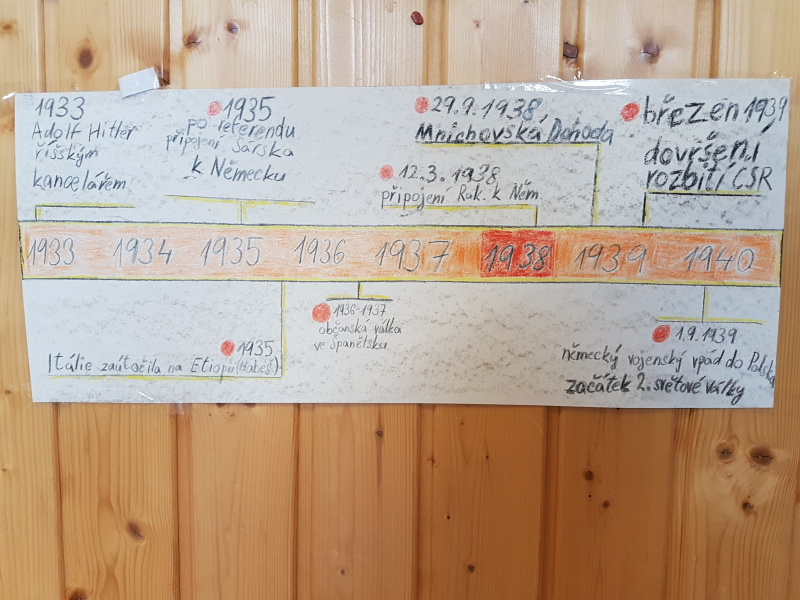 1933
Adolf Hitler
říšským
kancelářem
1935
po referendu
připojení Sárska
k Německu
29.9.1938
Mnichovská Dohoda
12.3.1938
připojení Rak. k Něm
březen 1939
dovršení
rozbití ČSR
1933 1934 1935 1936 1937 1938 1939 1940
1935
Itálie zaútočila na Etiopii (Habeš)
1936-1937
občanská válka
ve Španělsku
1.9.1939
německý vojenský vpád do Polska
začátek 2. světové války